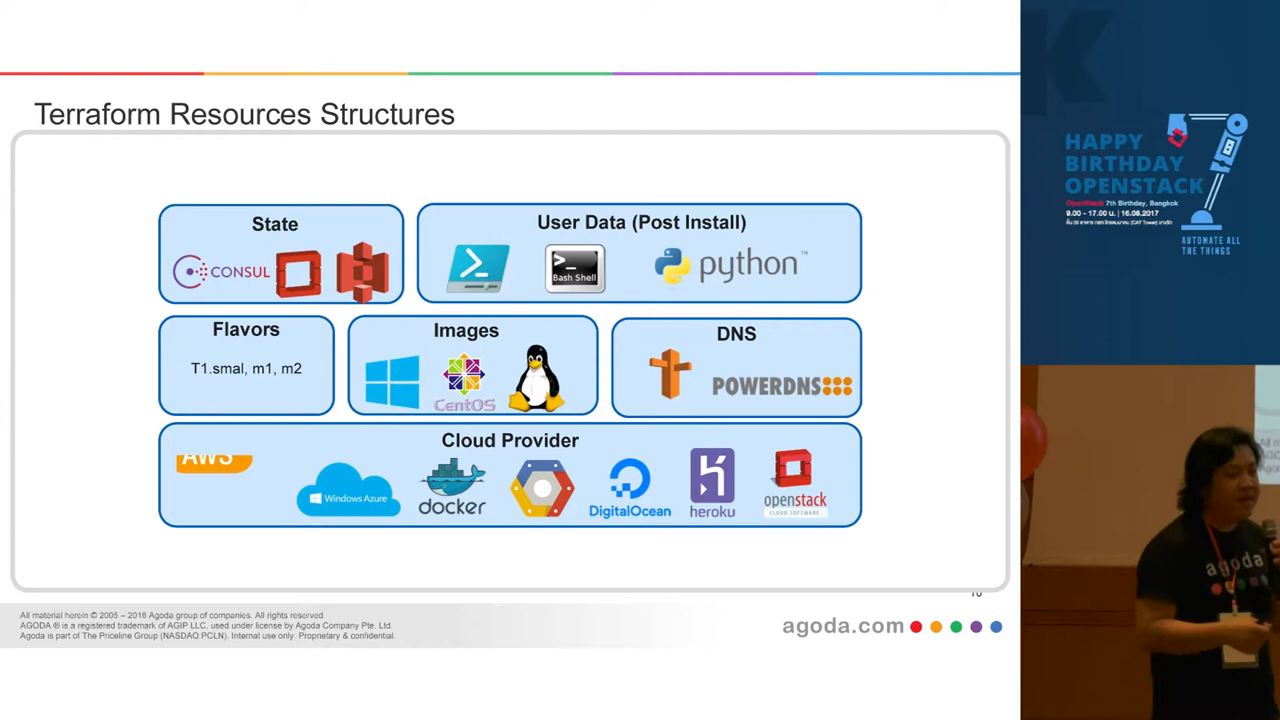 Terraform Resources Structures
State
CONSUL
User Data (Post Install)
>_
Bash Shell
python™
Flavors
T1.smal, m1, m2
Images
CentOS
DNS
POWERDNS
Cloud Provider
AWS
Windows Azure
docker
DigitalOcean
heroku
openstack
CLOUD SOFTWARE
All material herein © 2005 – 2016 Agoda group of companies. All rights reserved.
AGODA ® is a registered trademark of AGIP LLC, used under license by Agoda Company Pte. Ltd.
Agoda is part of The Priceline Group (NASDAQ PCLN). Internal use only. Proprietary & confidential.
agoda.com
HAPPY
BIRTHDAY
OPENSTACK
OpenStack 7th Birthday, Bangkok
9.00 - 17.00 น. | 16.08.2017
AUTOMATE ALL
THE THINGS
agoda